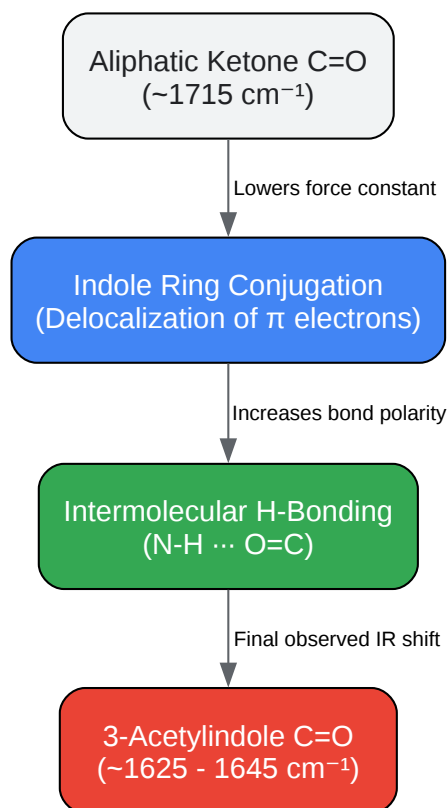 Aliphatic Ketone C=O
(~1715 cm⁻¹)
Lowers force constant
Indole Ring Conjugation
(Delocalization of π electrons)
Increases bond polarity
Intermolecular H-Bonding
(N-H ··· O=C)
Final observed IR shift
3-Acetylindole C=O
(~1625 - 1645 cm⁻¹)